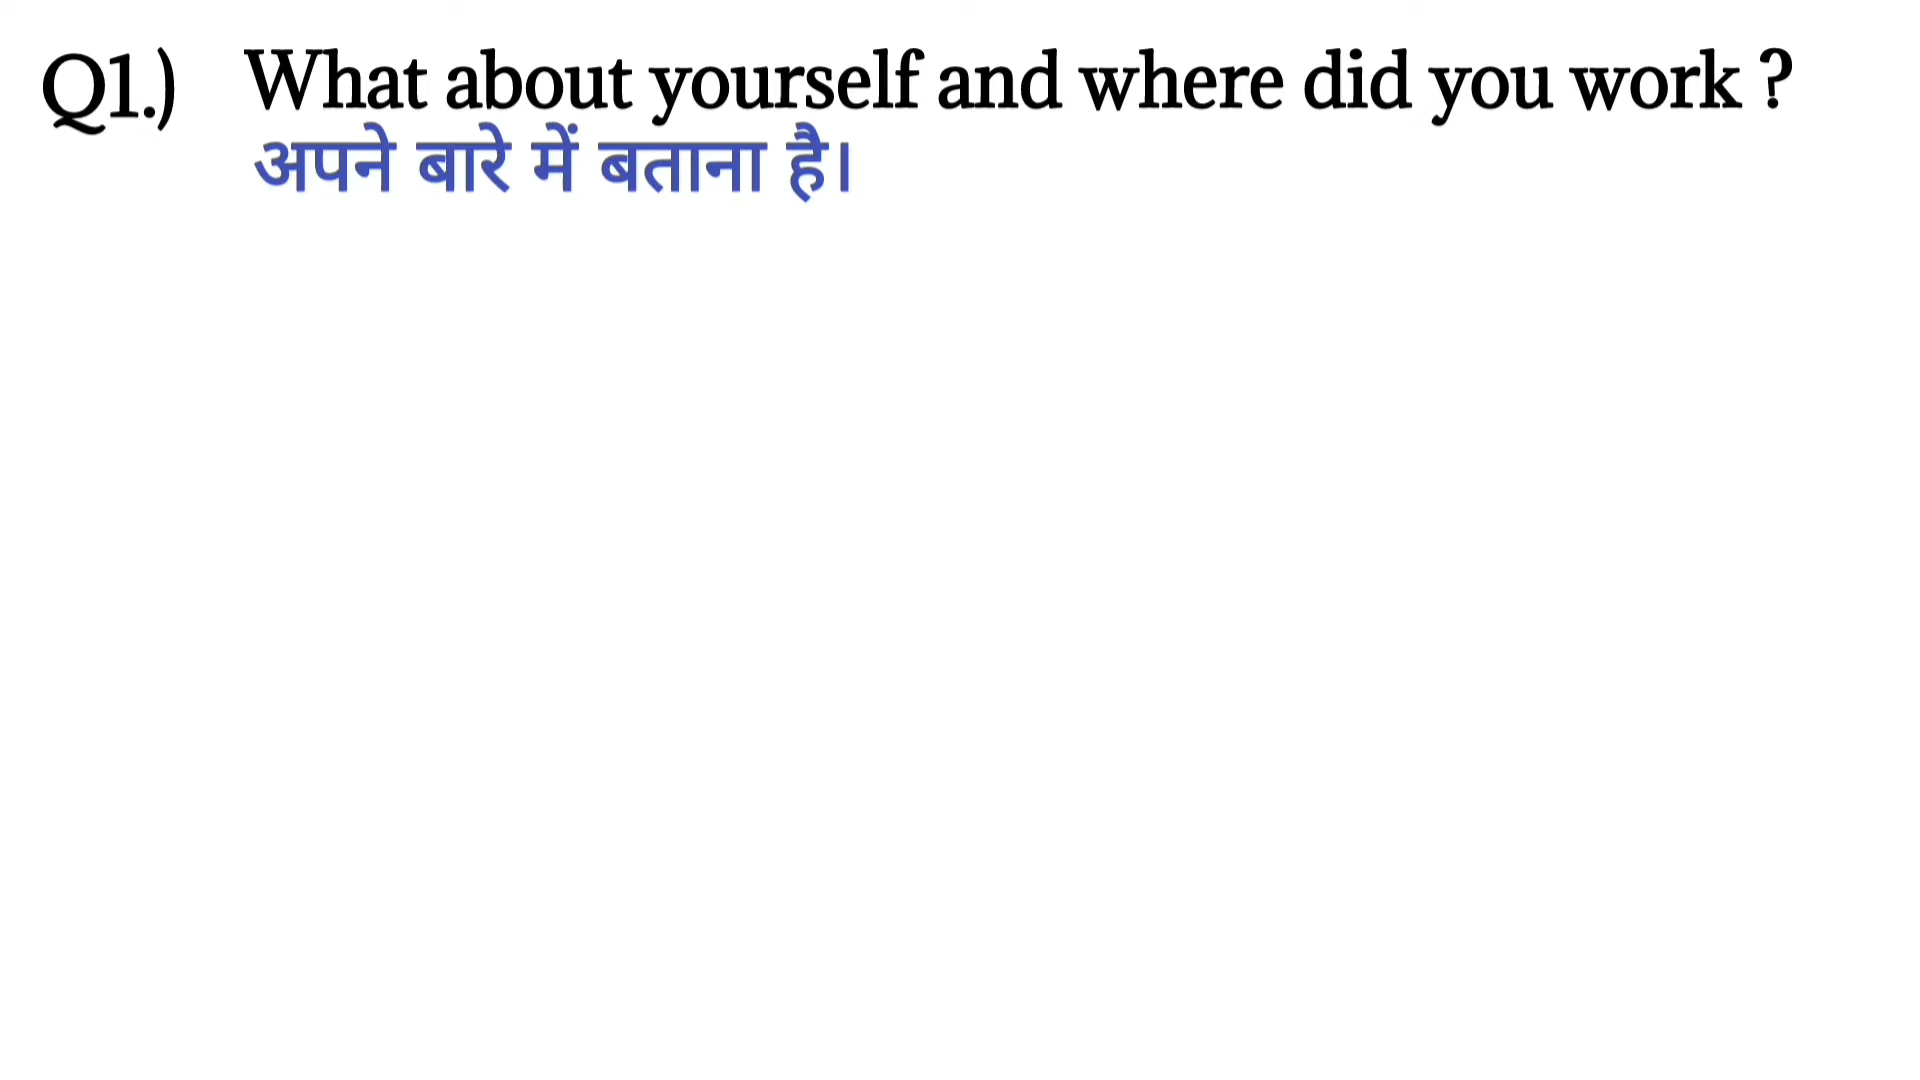 Q1.) What about yourself and where did you work ?
अपने बारे में बताना है।